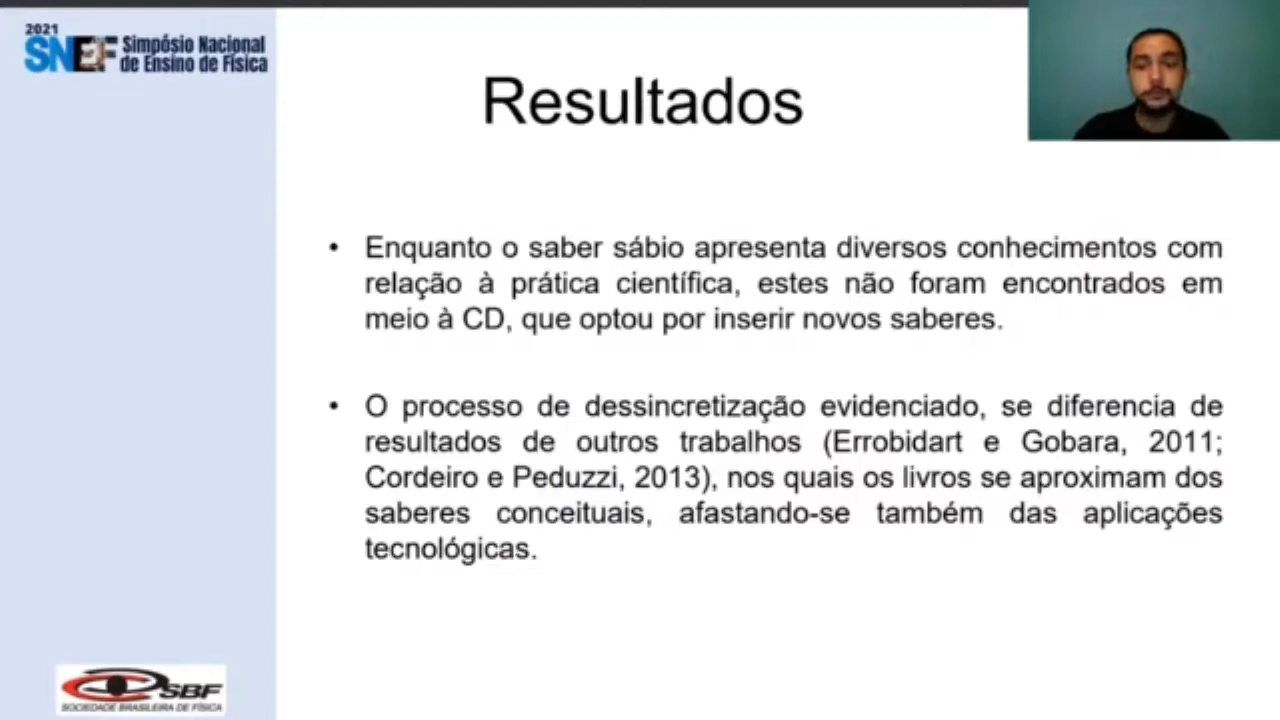 2021
SNEF Simpósio Nacional
de Ensino de Física
Resultados
• Enquanto o saber sábio apresenta diversos conhecimentos com
relação à prática científica, estes não foram encontrados em
meio à CD, que optou por inserir novos saberes.
• O processo de dessincretização evidenciado, se diferencia de
resultados de outros trabalhos (Errobidart e Gobara, 2011;
Cordeiro e Peduzzi, 2013), nos quais os livros se aproximam dos
saberes conceituais, afastando-se também das aplicações
tecnológicas.
SBF
SOCIEDADE BRASILEIRA DE FÍSICA